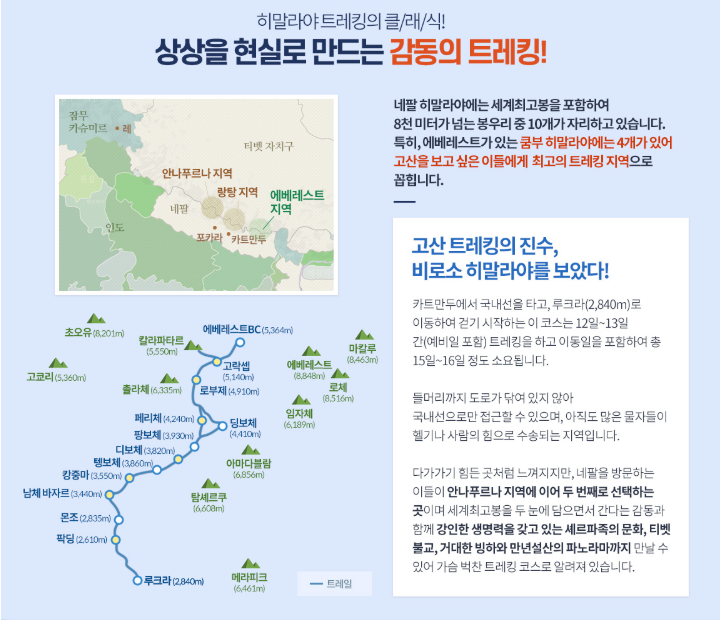 히말라야 트레킹의 클/래/식!
상상을 현실로 만드는 감동의 트레킹!
잠무
카슈미르
레
티벳 자치구
안나푸르나 지역
랑탕 지역
에베레스트
지역
네팔
인도
포카라
카트만두
네팔 히말라야에는 세계최고봉을 포함하여
8천 미터가 넘는 봉우리 중 10개가 자리하고 있습니다.
특히, 에베레스트가 있는 쿰부 히말라야에는 4개가 있어
고산을 보고 싶은 이들에게 최고의 트레킹 지역으로
꼽힙니다.
고산 트레킹의 진수,
비로소 히말라야를 보았다!
카트만두에서 국내선을 타고, 루크라(2,840m)로
이동하여 걷기 시작하는 이 코스는 12일~13일
간(예비일 포함) 트레킹을 하고 이동일을 포함하여 총
15일~16일 정도 소요됩니다.
들머리까지 도로가 닦여 있지 않아
국내선으로만 접근할 수 있으며, 아직도 많은 물자들이
헬기나 사람의 힘으로 수송되는 지역입니다.
다가가기 힘든 곳처럼 느껴지지만, 네팔을 방문하는
이들이 안나푸르나 지역에 이어 두 번째로 선택하는
곳이며 세계최고봉을 두 눈에 담으면서 간다는 감동과
함께 강인한 생명력을 갖고 있는 셰르파족의 문화, 티벳
불교, 거대한 빙하와 만년설산의 파노라마까지 만날 수
있어 가슴 벅찬 트레킹 코스로 알려져 있습니다.
초오유(8,201m)
에베레스트BC (5,364m)
칼라파타르
(5,550m)
마칼루
(8,463m)
고쿄리(5,360m)
고락셉
(5,140m)
에베레스트
(8,848m)
로체
(8,516m)
촐라체 (6,335m)
로부제 (4,910m)
임자체
(6,189m)
페리체 (4,240m)
딩보체
(4,410m)
팡보체 (3,930m)
디보체 (3,820m)
텡보체 (3,860m)
아마다블람
(6,856m)
캉중마 (3,550m)
탐세르쿠
(6,608m)
남체 바자르 (3,440m)
몬조 (2,835m)
팍딩 (2,610m)
루크라 (2,840m)
메라피크
(6,461m)
트레일